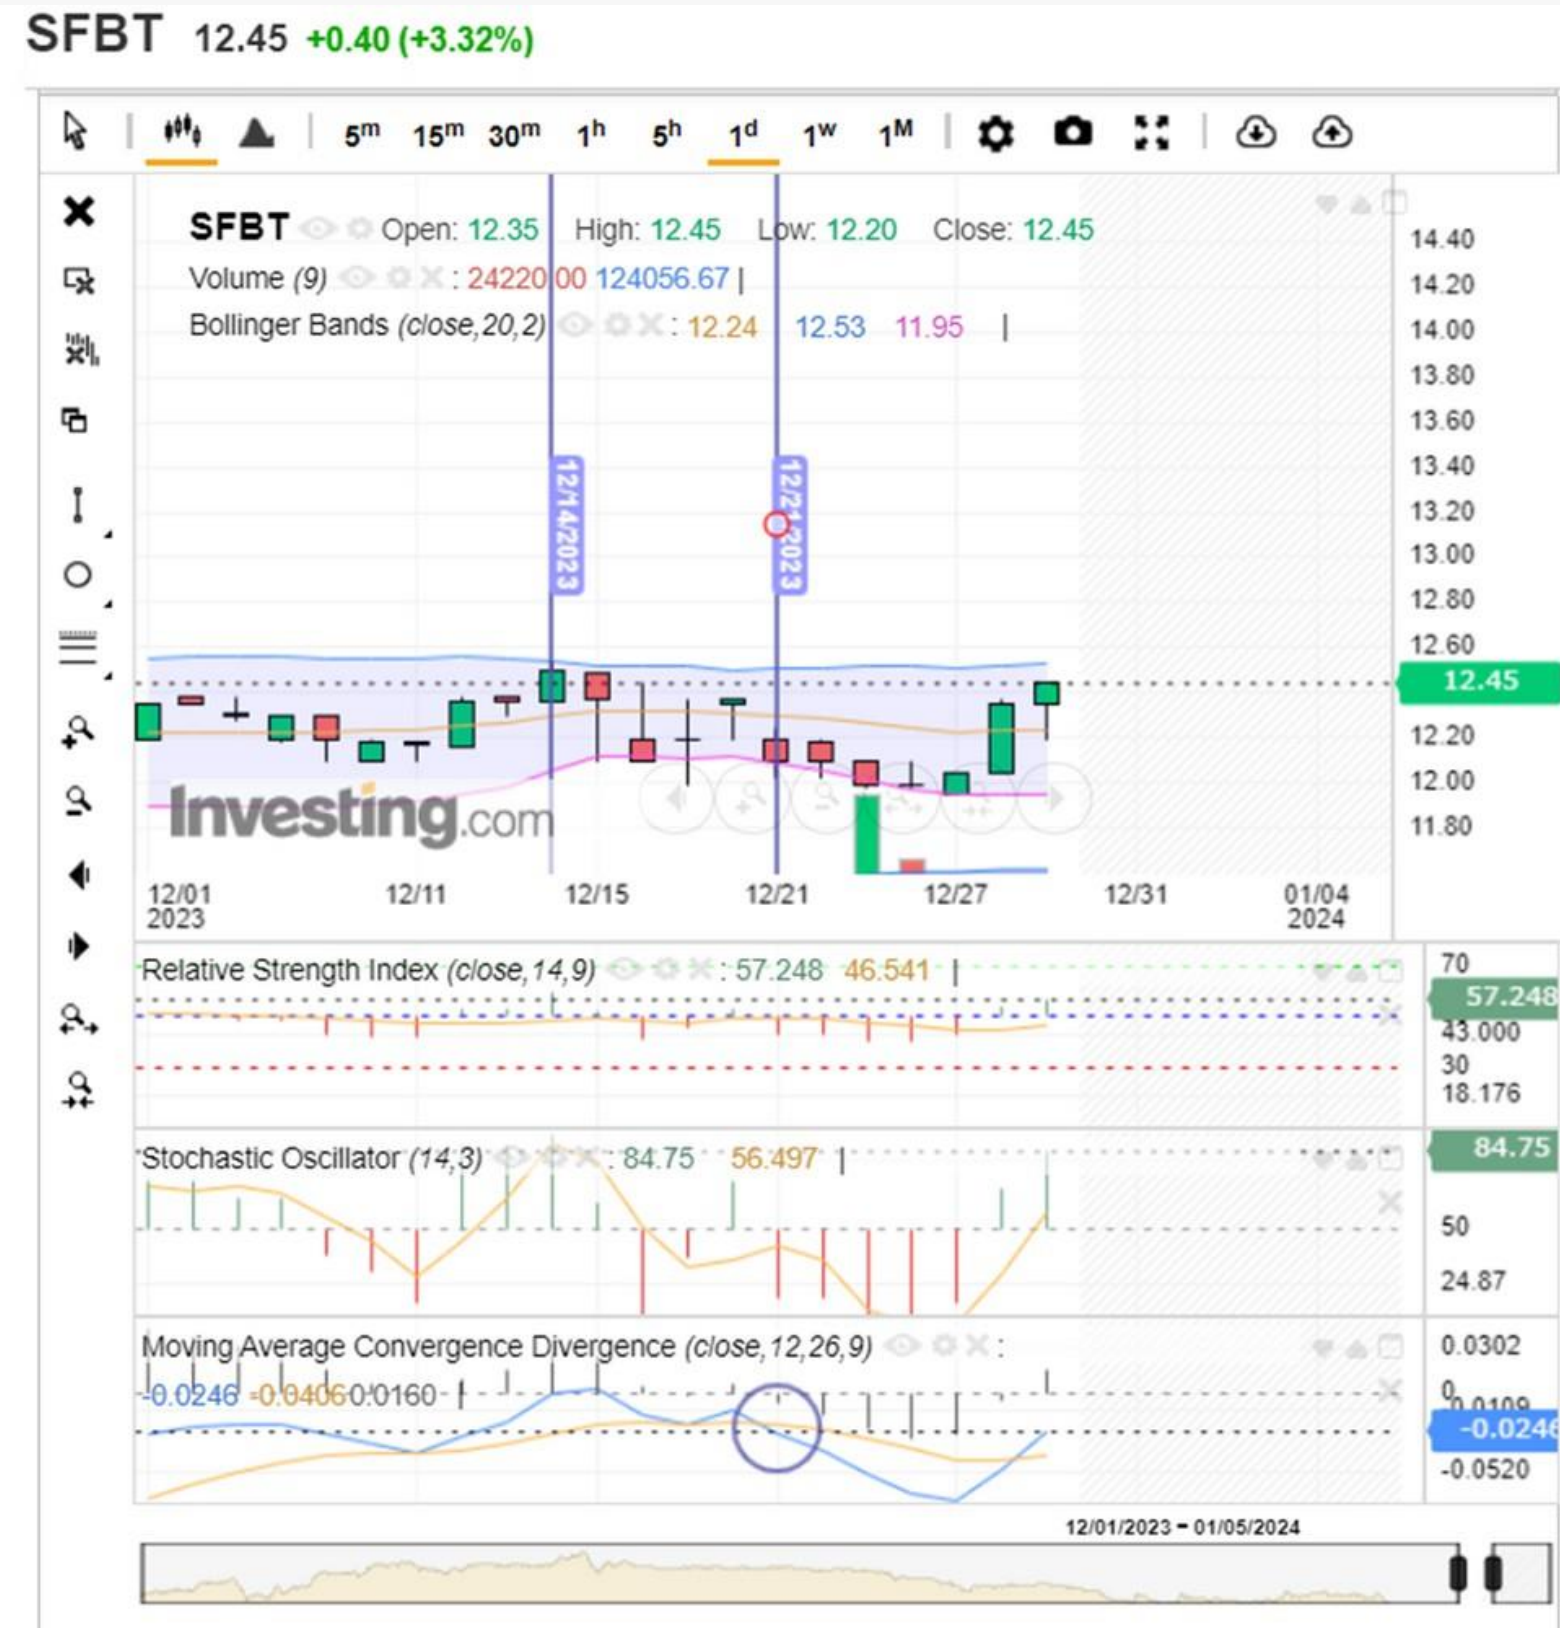 SFBT 12.45 +0.40 (+3.32%)
5m 15m 30m 1h 5h 1d 1w 1M
SFBT Open: 12.35 High: 12.45 Low: 12.20 Close: 12.45
Volume (9) : 24220.00 124056.67 |
Bollinger Bands (close,20,2) : 12.24 12.53 11.95 |
14.40
14.20
14.00
13.80
13.60
13.40
13.20
13.00
12.80
12.60
12.45
12.20
12.00
11.80
12/14/2023
12/21/2023
Investing.com
12/01 12/11 12/15 12/21 12/27 12/31 01/04
2023 2024
Relative Strength Index (close,14,9) : 57.248 46.541 |
70
57.248
43.000
30
18.176
Stochastic Oscillator (14,3) : 84.75 56.497 |
84.75
50
24.87
Moving Average Convergence Divergence (close,12,26,9) :
-0.0246 -0.0406 0.0160 |
0.0302
0
-0.0246
-0.0520
12/01/2023 - 01/05/2024